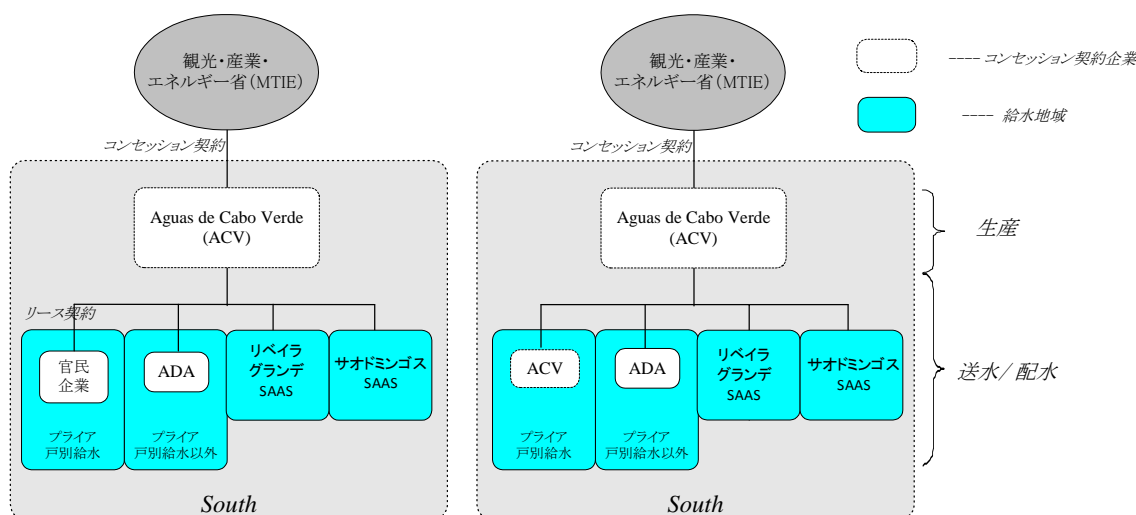 観光・産業・
エネルギー省(MTIE)
コンセッション契約
Aguas de Cabo Verde
(ACV)
リース契約
官民
企業
プライア
戸別給水
ADA
プライア
戸別給水以外
リベイラ
グランデ
SAAS
サオドミンゴス
SAAS
South
観光・産業・
エネルギー省(MTIE)
コンセッション契約
Aguas de Cabo Verde
(ACV)
ACV
プライア
戸別給水
ADA
プライア
戸別給水以外
リベイラ
グランデ
SAAS
サオドミンゴス
SAAS
South
----コンセッション契約企業
---- 給水地域
生産
送水/配水